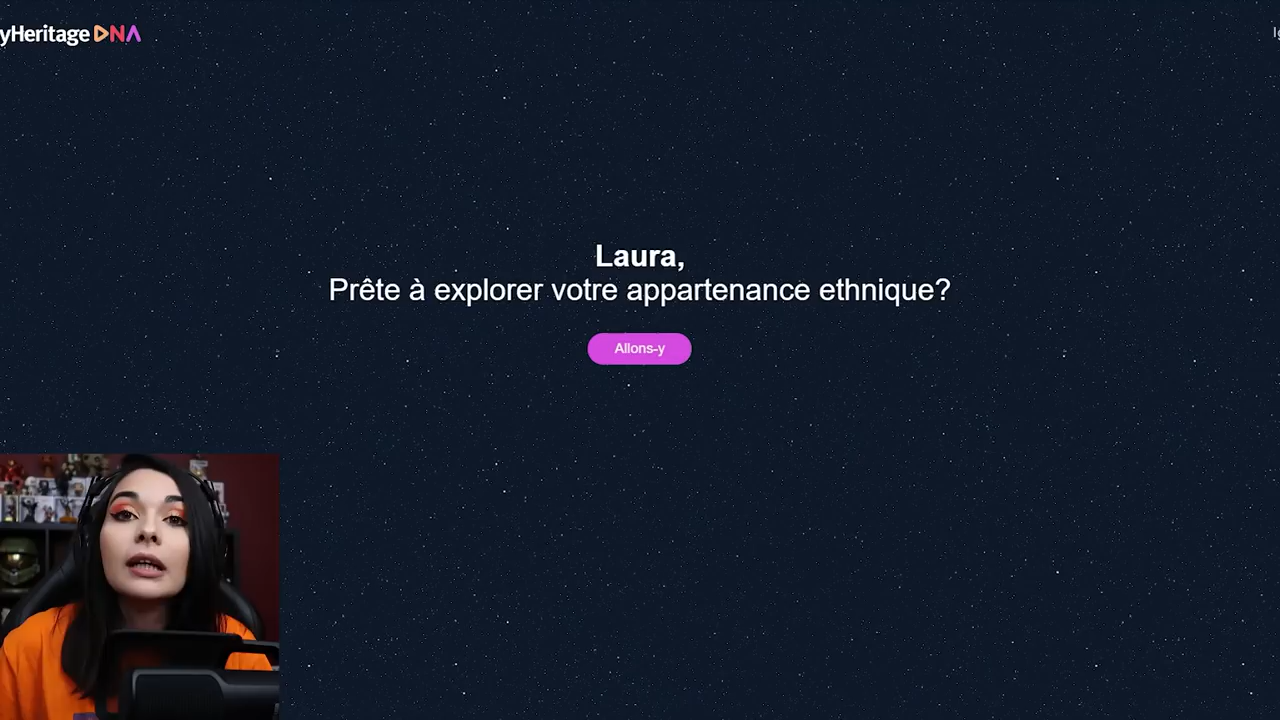 yHeritage DNA
Laura,
Prête à explorer votre appartenance ethnique?
Allons-y